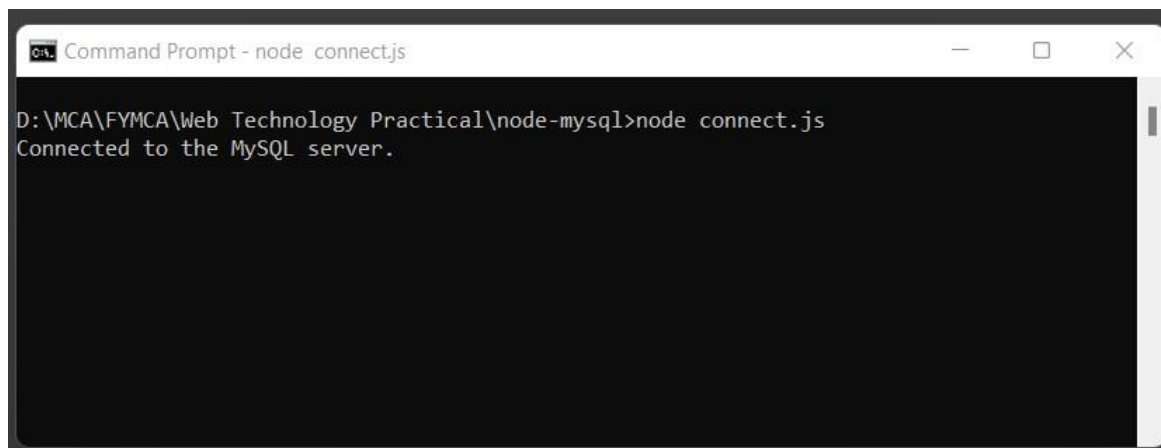 Command Prompt - node  connect.js
D:\MCA\FYMCA\Web Technology Practical\node-mysql>node connect.js
Connected to the MySQL server.